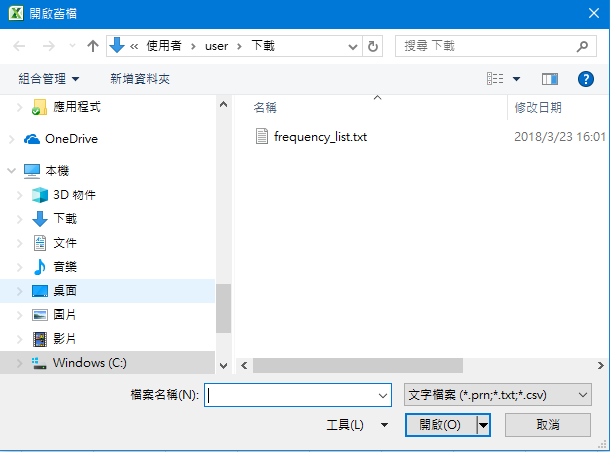 開啟舊檔
« 使用者 › user › 下載
搜尋 下載
組合管理
新增資料夾
應用程式
OneDrive
本機
3D 物件
下載
文件
音樂
桌面
圖片
影片
Windows (C:)
名稱
修改日期
frequency_list.txt
2018/3/23 16:01
檔案名稱(N):
文字檔案 (*.prn;*.txt;*.csv)
工具(L)
開啟(O)
取消